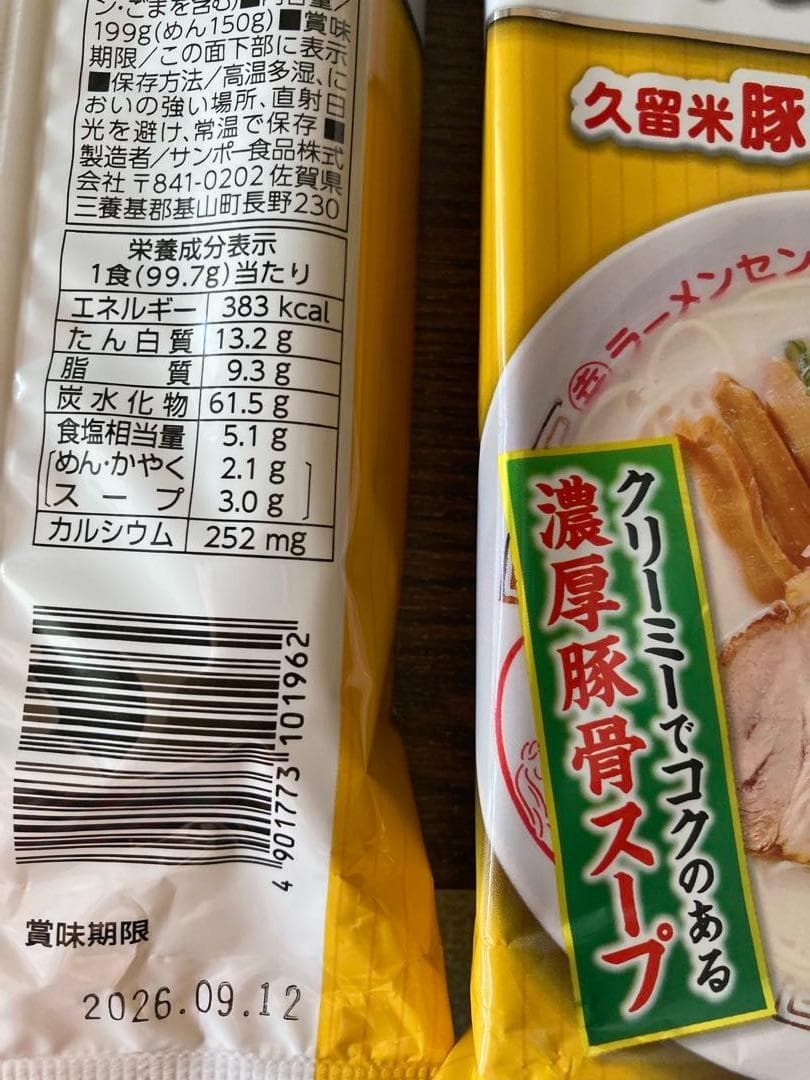 ン・ごまを含む)■内容量/
199g(めん150g)■賞味
期限/この面下部に表示
■保存方法/高温多湿、に
おいの強い場所、直射日
光を避け、常温で保存■
製造者/サンポー食品株式
会社 〒841-0202 佐賀県
三養基郡基山町長野230
栄養成分表示
1食(99.7g)当たり
エネルギー 383 kcal
たん白質 13.2 g
脂質 9.3 g
炭水化物 61.5 g
食塩相当量 5.1 g
めん・かやく 2.1 g
スープ 3.0 g
カルシウム 252 mg
4 901773 101962
賞味期限
2026.09.12
久留米豚
ラーメンセン
クリーミーでコクのある
濃厚豚骨スープ